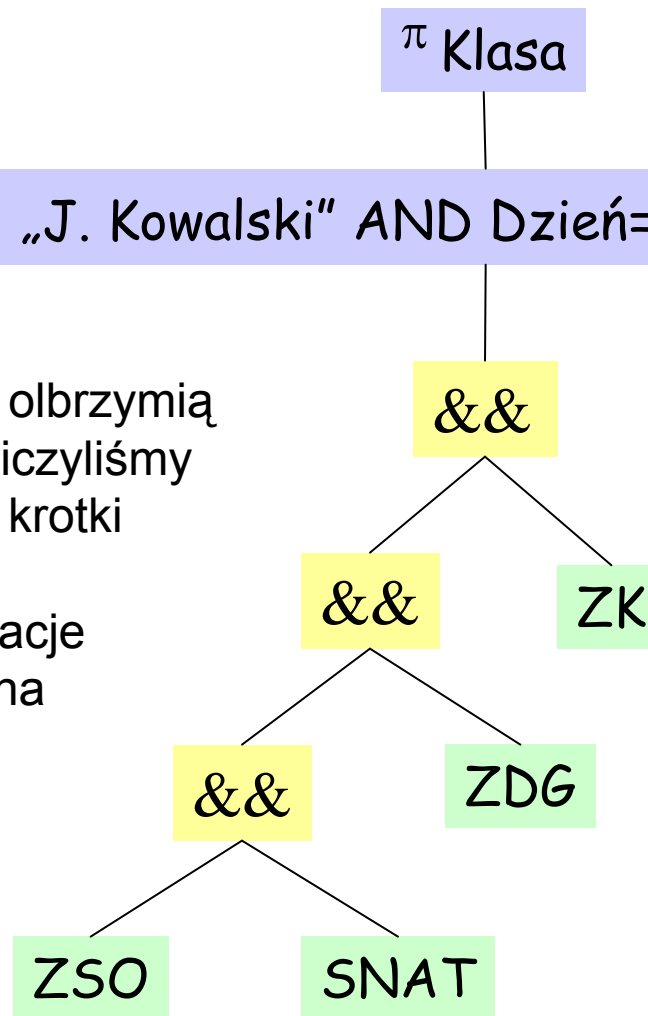 π Klasa
„J. Kowalski” AND Dzień=
&&
olbrzymią
iczyliśmy
krotki
&&
ZK
acje
na
&&
ZDG
ZSO
SNAT